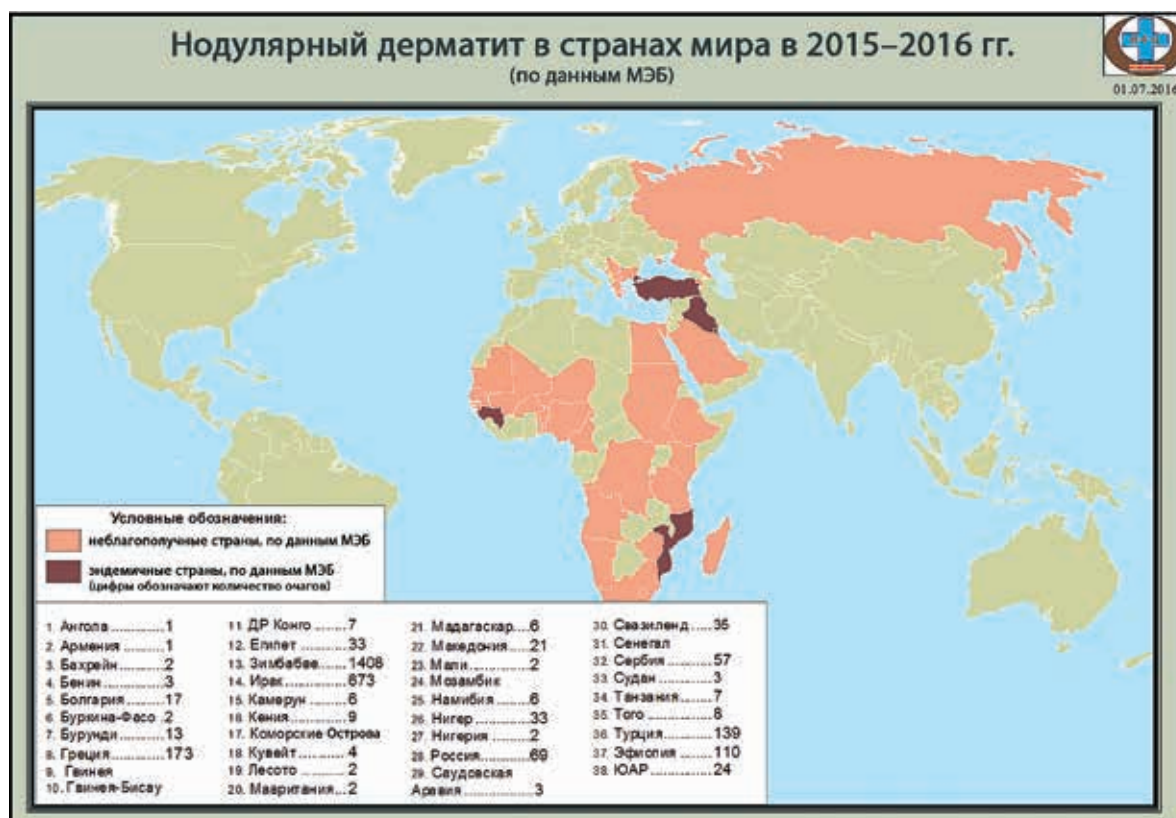 Нодулярный дерматит в странах мира в 2015–2016 гг.
(по данным МЭБ)
01.07.2016
Условные обозначения:
неблагополучные страны, по данным МЭБ
эндемичные страны, по данным МЭБ
(цифры обозначают количество очагов)
1. Ангола.............1
2. Армения ............1
3. Бахрейн ............2
4. Бенин ...............3
5. Болгария ..........17
6. Буркина-Фасо .2
7. Бурунди...........13
8. Греция.............173
9. Гвинея
10. Гвинея-Бисау
11. ДР Конго .......7
12. Египет ............33
13. Зимбабве........1408
14. Ирак ...............673
15. Камерун .........6
16. Кения .............9
17. Коморские Острова
18. Кувейт ............4
19. Лесото ............2
20. Мавритания...2
21. Мадагаскар....6
22. Македония.....21
23. Мали ..............2
24. Мозамбик
25. Намибия ........6
26. Нигер .............33
27. Нигерия .........2
28. Россия............69
29. Саудовская
Аравия ................3
30. Свазиленд .....35
31. Сенегал
32. Сербия ..........57
33. Судан ............3
34. Танзания .......7
35. Того ...............8
36. Турция...........139
37. Эфиопия .......110
38. ЮАР ..............24